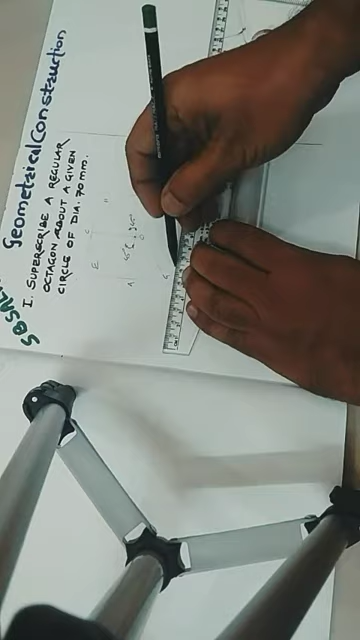 Geometrical Construction
I. SUPERSCRIBE A REGULAR
OCTAGON ABOUT A GIVEN
CIRCLE OF DIA. 70 MM.